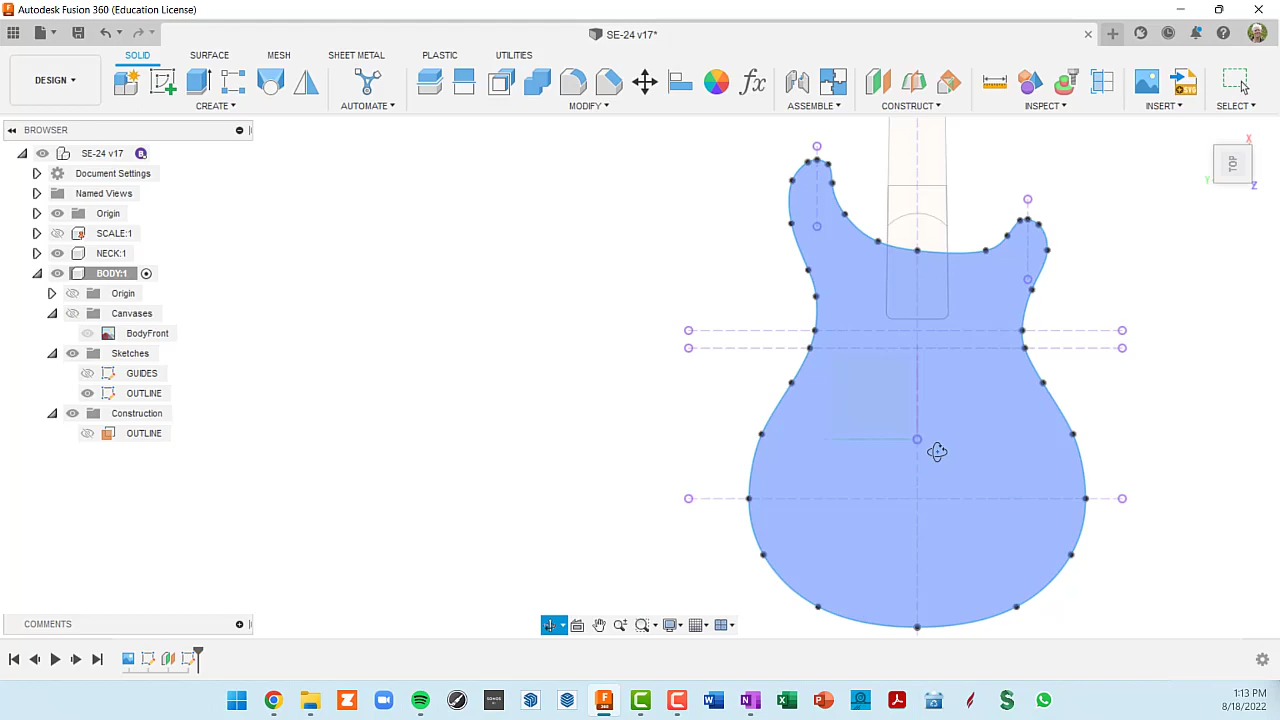 Autodesk Fusion 360 (Education License)
SE-24 v17*
SOLID SURFACE MESH SHEET METAL PLASTIC UTILITIES
DESIGN
CREATE AUTOMATE MODIFY ASSEMBLE CONSTRUCT INSPECT INSERT SELECT
BROWSER
SE-24 v17
Document Settings
Named Views
Origin
SCALE:1
NECK:1
BODY:1
Origin
Canvases
BodyFront
Sketches
GUIDES
OUTLINE
Construction
OUTLINE
X
TOP
Y
Z
COMMENTS
1:13 PM
8/18/2022